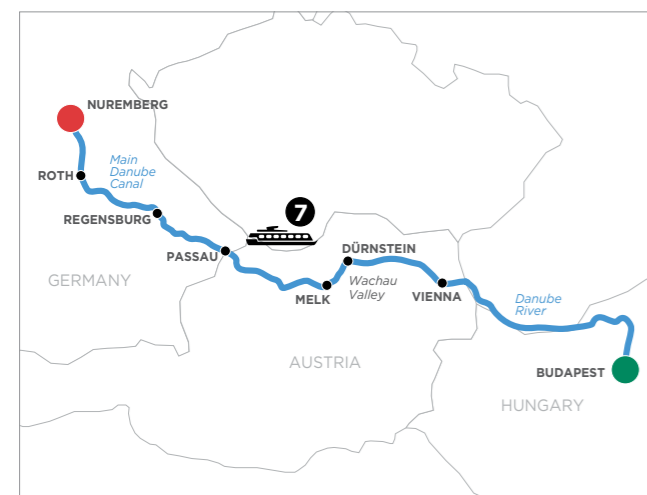 NUREMBERG
Main
Danube
Canal
ROTH
REGENSBURG
7
PASSAU
DÜRNSTEIN
GERMANY
Wachau
Valley
MELK
VIENNA
Danube
River
AUSTRIA
BUDAPEST
HUNGARY